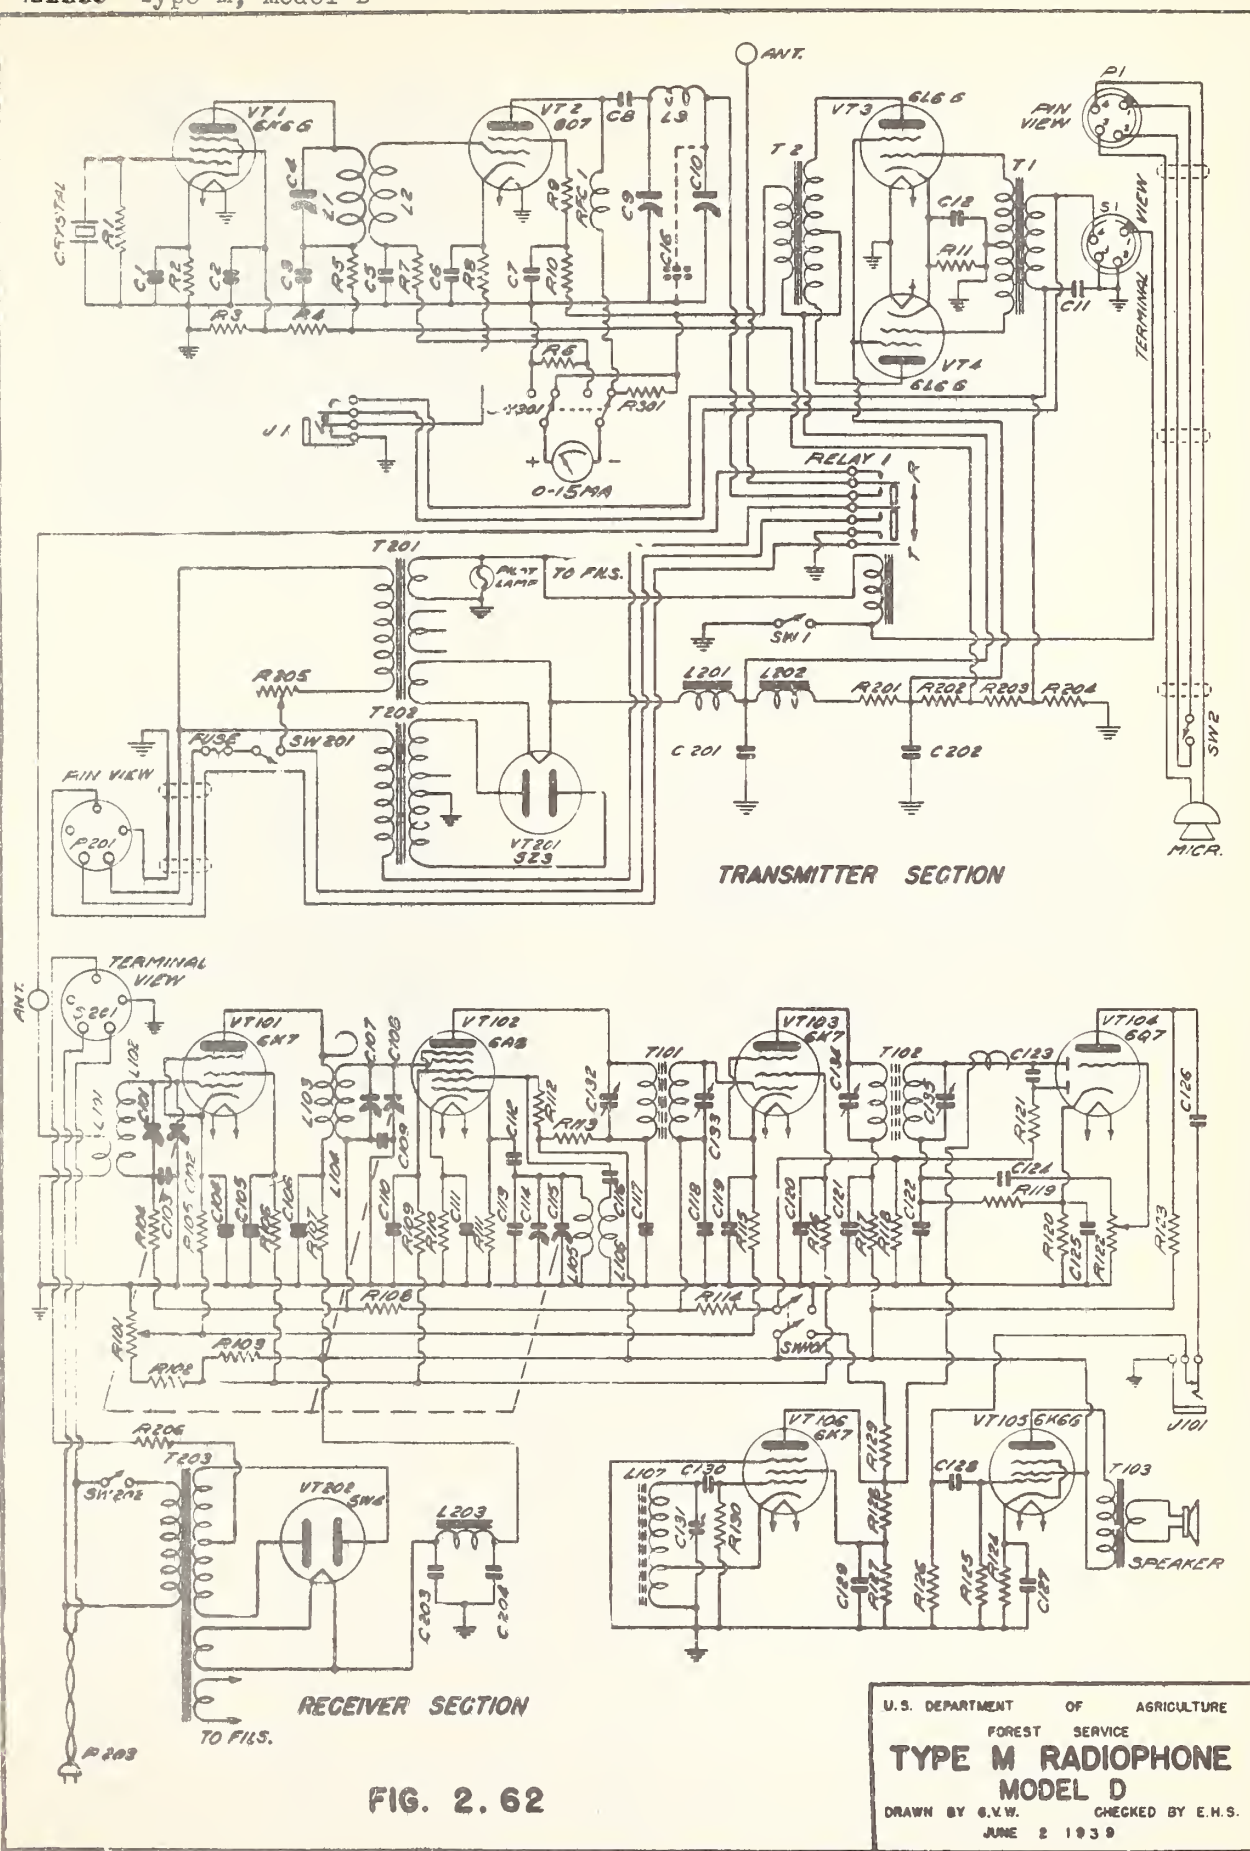 Type M, Model D
ANT.
P1
PIN VIEW
VT1
6K6G
VT2
807
C8
L3
VT3
6L6G
T2
T1
CRYSTAL
R1
C4
L1
L2
R9
RFC1
C9
C10
C16
C12
R11
S1
TERMINAL VIEW
C1
R2
C2
C3
R5
C5
R7
C6
R8
C7
R10
C11
R3
R4
R6
VT4
6L6G
J1
R301
+
-
0-15MA
RELAY 1
R
T
T201
PILOT LAMP
TO FILS.
SW1
R205
L201
L202
R201
R202
R203
R204
T202
FUSE
SW201
C201
C202
SW2
PIN VIEW
P201
VT201
5Z3
MICR.
TRANSMITTER SECTION
TERMINAL VIEW
S201
ANT.
VT101
6K7
C107
C108
VT102
6A8
VT103
6K7
VT104
6Q7
L101
L102
C101
L103
L104
C109
C112
R112
C132
R113
T101
C133
C134
T102
C135
C123
R121
C126
R104
C103
R105
C102
C104
C105
R106
C106
R107
C110
R109
R110
C111
R111
C113
C114
C115
L105
L106
C116
C117
C118
C119
R115
C120
R116
C121
R117
R118
C122
C124
R119
R120
C125
R122
R123
R101
R108
R114
R103
R102
SW101
J101
R206
T203
SW202
VT202
5W4
L203
C203
C204
L107
C130
C131
R130
VT106
6K7
R129
R128
C129
R127
R126
VT105
6K6G
C128
R125
R124
C127
T103
SPEAKER
RECEIVER SECTION
TO FILS.
P203
FIG. 2.62
U.S. DEPARTMENT OF AGRICULTURE
FOREST SERVICE
TYPE M RADIOPHONE
MODEL D
DRAWN BY G.V.W. CHECKED BY E.H.S.
JUNE 2 1939